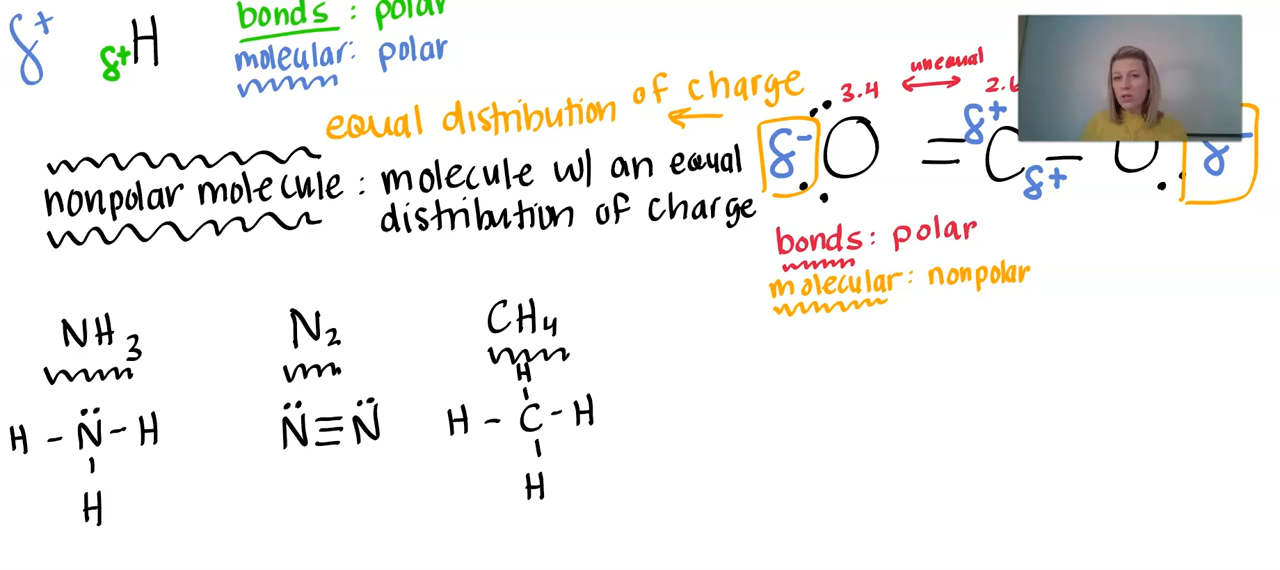 δ+
δ+ H
bonds : polar
molecular: polar
equal distribution of charge
nonpolar molecule : molecule w/ an equal
distribution of charge
3.4 unequal 2.6
δ- O = C - O δ-
δ+ δ+
bonds: polar
molecular: nonpolar
NH3 N2 CH4
H
H - N - H N≡N H - C - H
H H